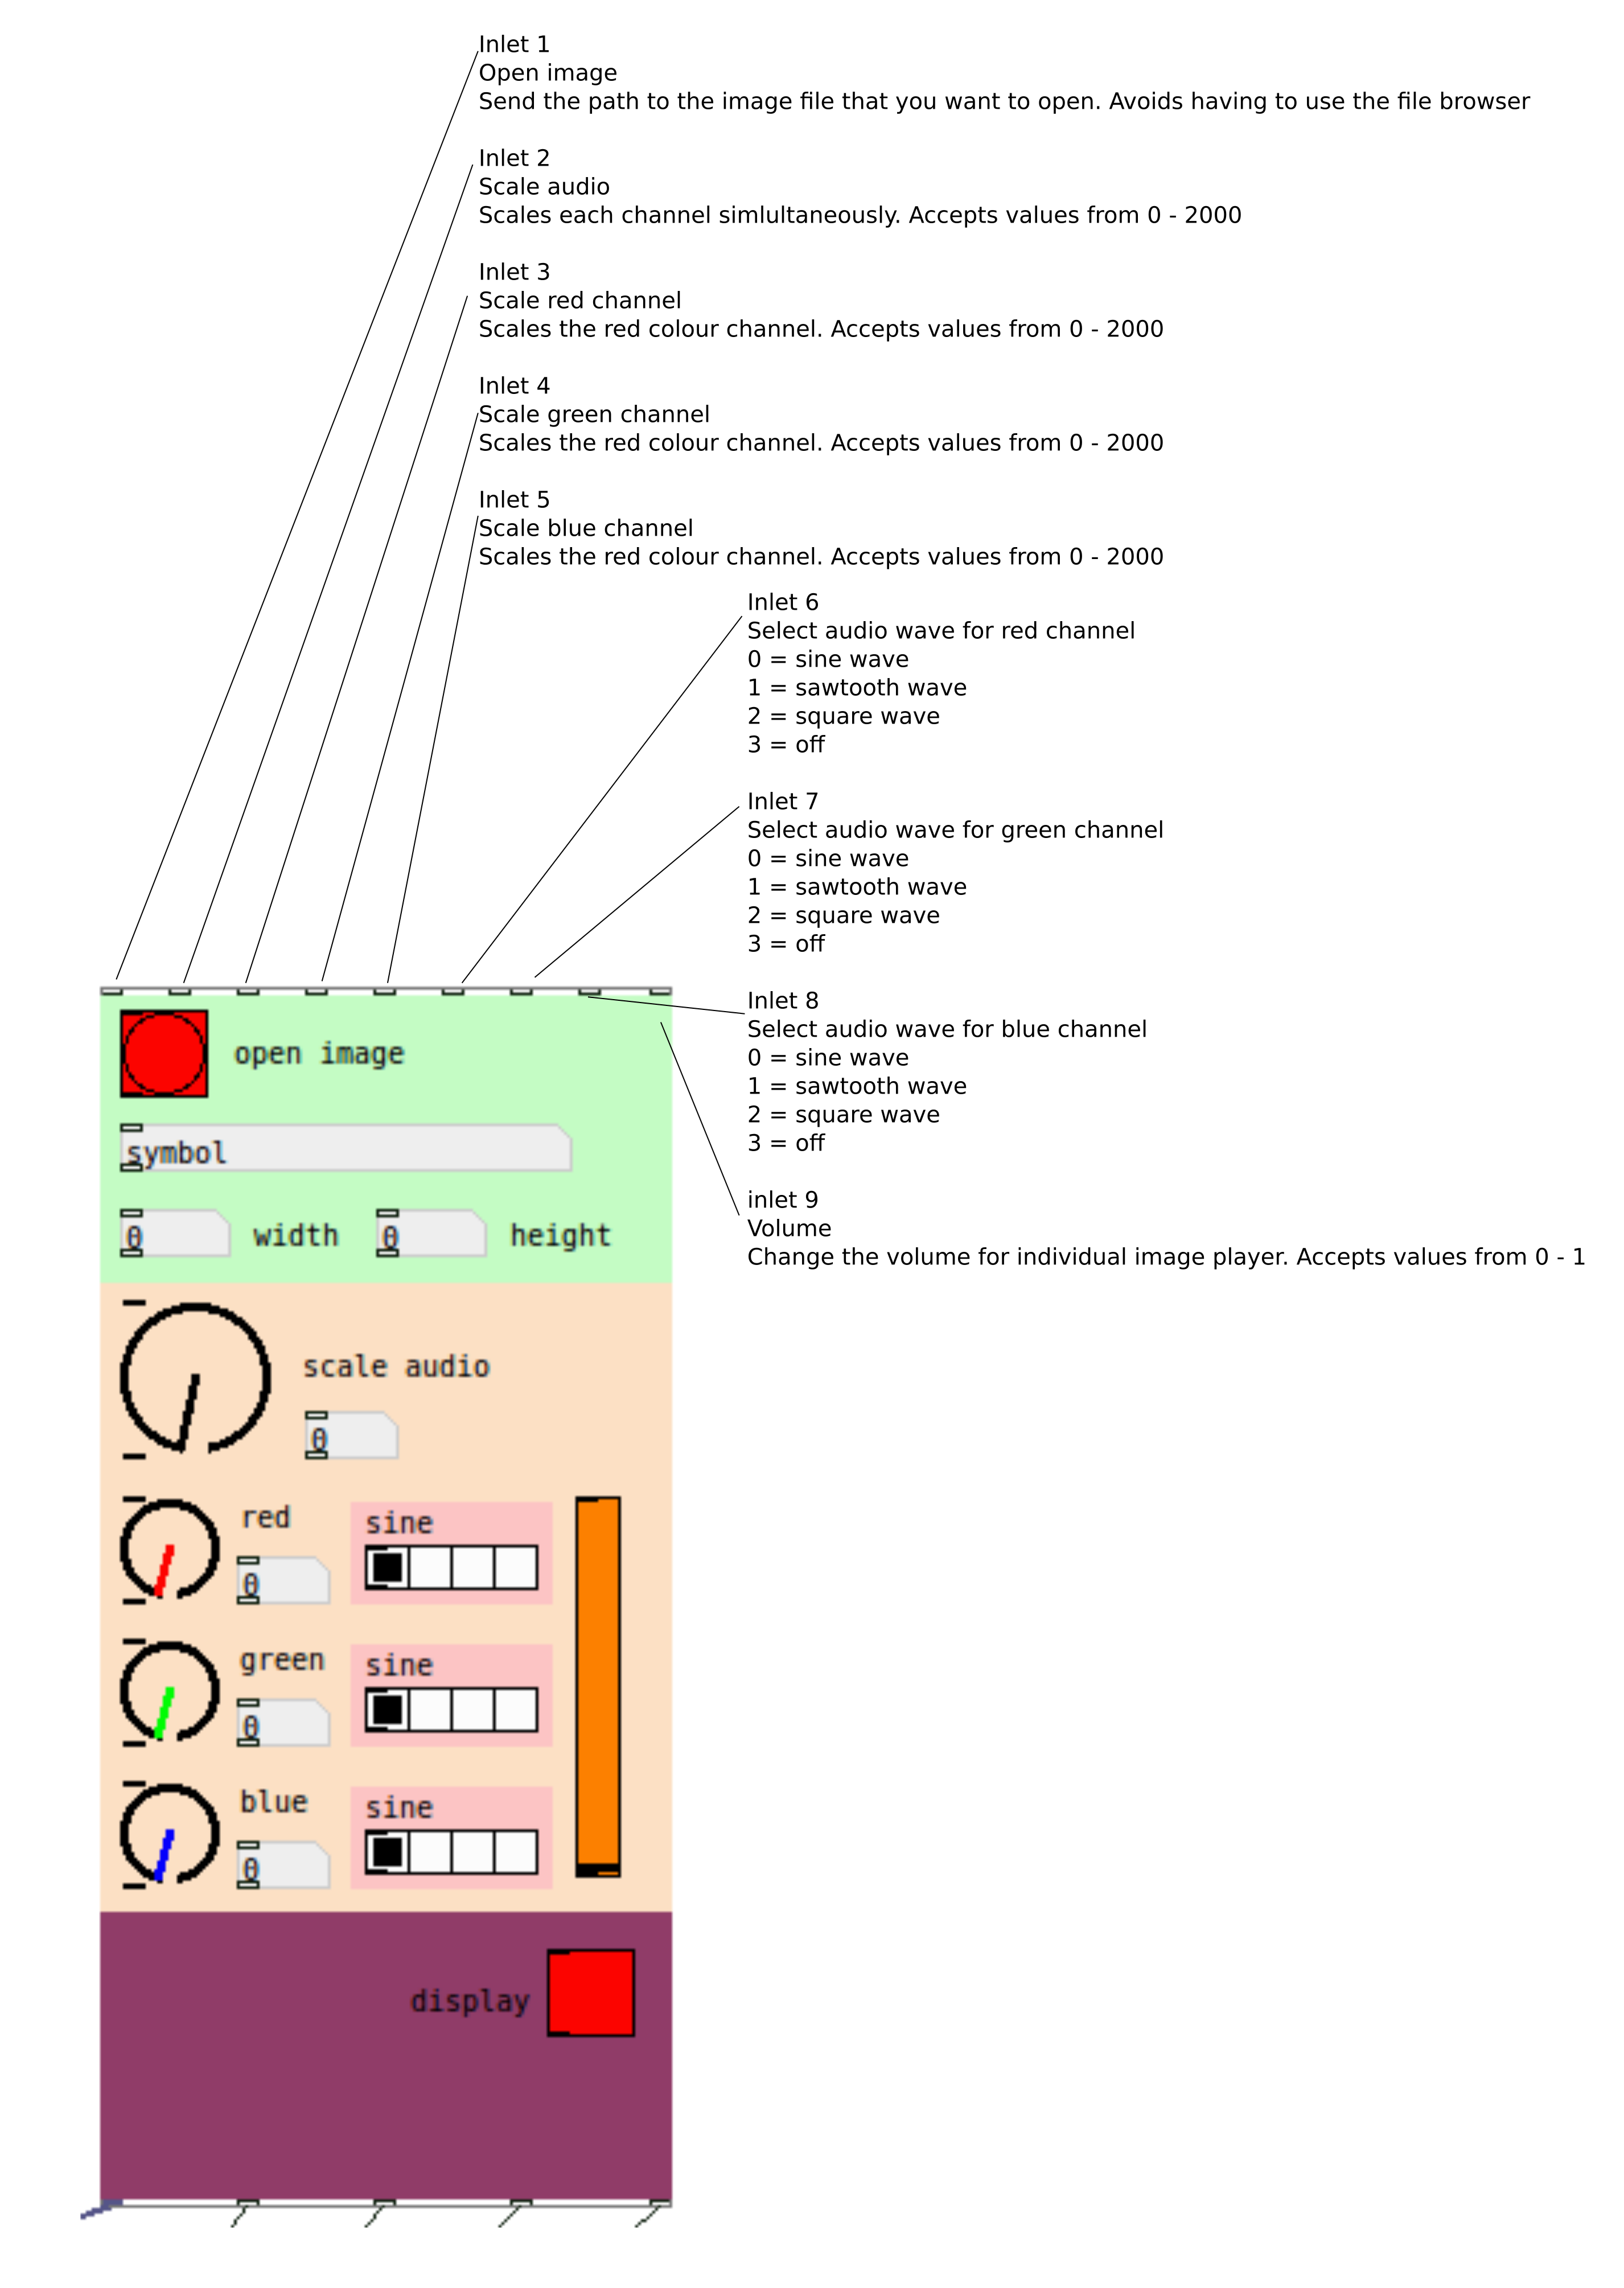 Inlet 1
Open image
Send the path to the image file that you want to open. Avoids having to use the file browser
Inlet 2
Scale audio
Scales each channel simlultaneously. Accepts values from 0 - 2000
Inlet 3
Scale red channel
Scales the red colour channel. Accepts values from 0 - 2000
Inlet 4
Scale green channel
Scales the red colour channel. Accepts values from 0 - 2000
Inlet 5
Scale blue channel
Scales the red colour channel. Accepts values from 0 - 2000
Inlet 6
Select audio wave for red channel
0 = sine wave
1 = sawtooth wave
2 = square wave
3 = off
Inlet 7
Select audio wave for green channel
0 = sine wave
1 = sawtooth wave
2 = square wave
3 = off
Inlet 8
Select audio wave for blue channel
0 = sine wave
1 = sawtooth wave
2 = square wave
3 = off
inlet 9
Volume
Change the volume for individual image player. Accepts values from 0 - 1
open image
symbol
0 width 0 height
scale audio
0
red
0
sine
green
0
sine
blue
0
sine
display